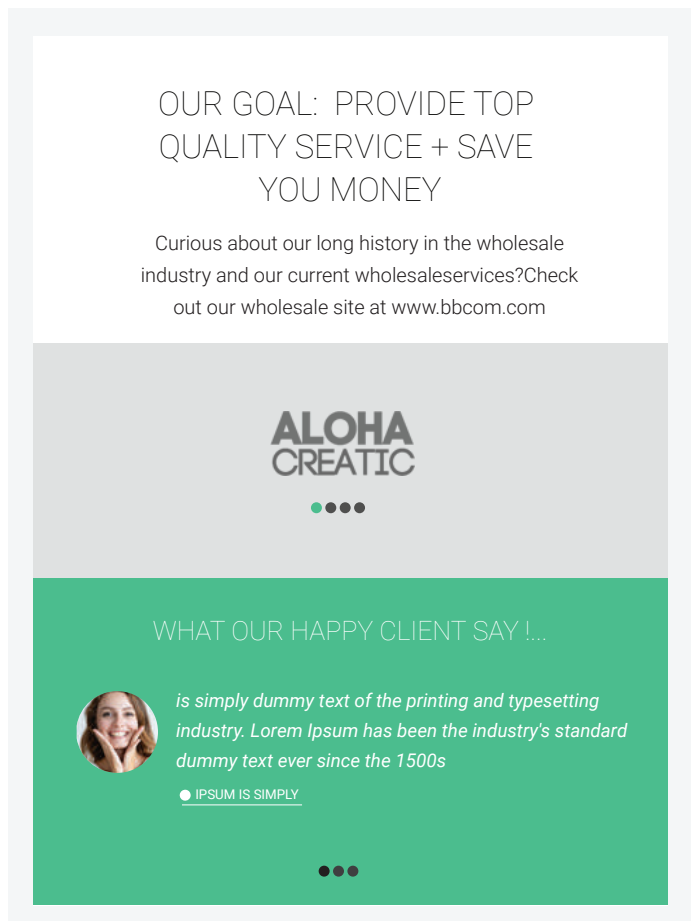 OUR GOAL:  PROVIDE TOP
QUALITY SERVICE + SAVE
YOU MONEY
Curious about our long history in the wholesale
industry and our current wholesaleservices?Check
out our wholesale site at www.bbcom.com
ALOHA
CREATIC
WHAT OUR HAPPY CLIENT SAY !...
is simply dummy text of the printing and typesetting
industry. Lorem Ipsum has been the industry's standard
dummy text ever since the 1500s
IPSUM IS SIMPLY